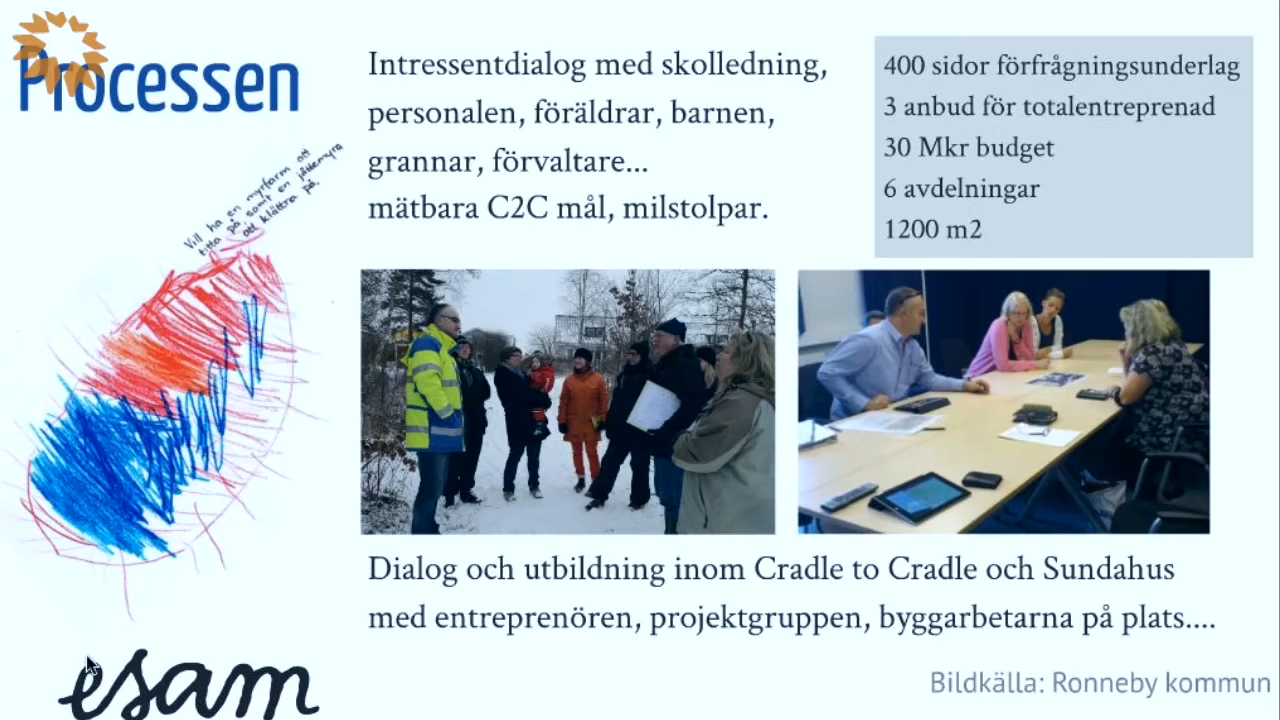 Processen
Intressentdialog med skolledning,
personalen, föräldrar, barnen,
grannar, förvaltare...
mätbara C2C mål, milstolpar.
400 sidor förfrågningsunderlag
3 anbud för totalentreprenad
30 Mkr budget
6 avdelningar
1200 m2
Vill ha en myrfarm att
titta på samt en jättemyra
att klättra på.
Dialog och utbildning inom Cradle to Cradle och Sundahus
med entreprenören, projektgruppen, byggarbetarna på plats....
esam
Bildkälla: Ronneby kommun